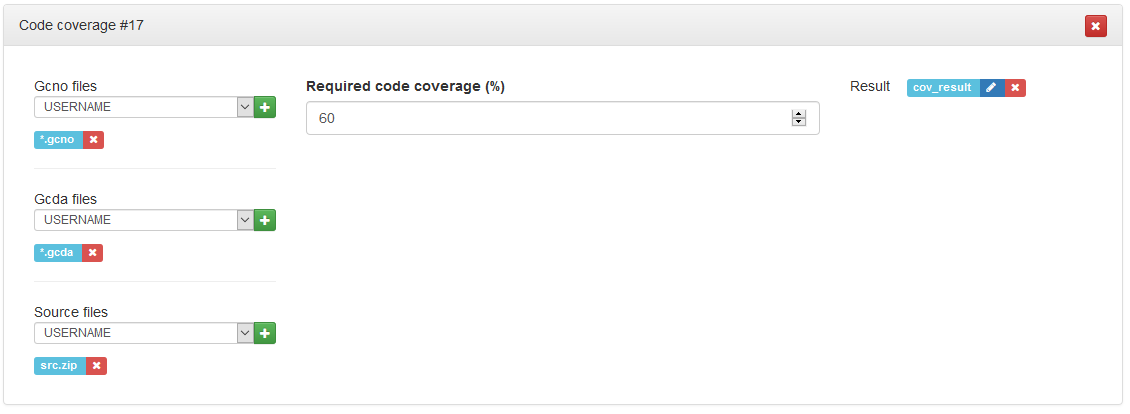 Code coverage #17
Gcno files
USERNAME
*.gcno
Gcda files
USERNAME
*.gcda
Source files
USERNAME
src.zip
Required code coverage (%)
60
Result cov_result